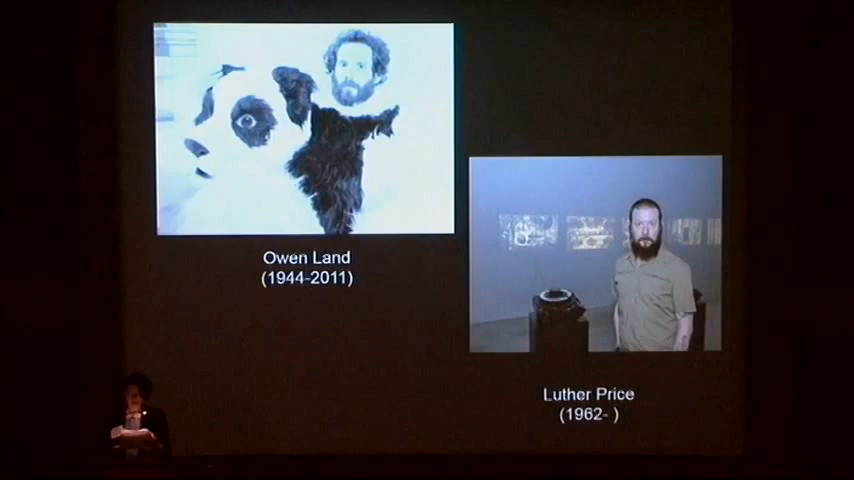 Owen Land
(1944-2011)
Luther Price
(1962- )